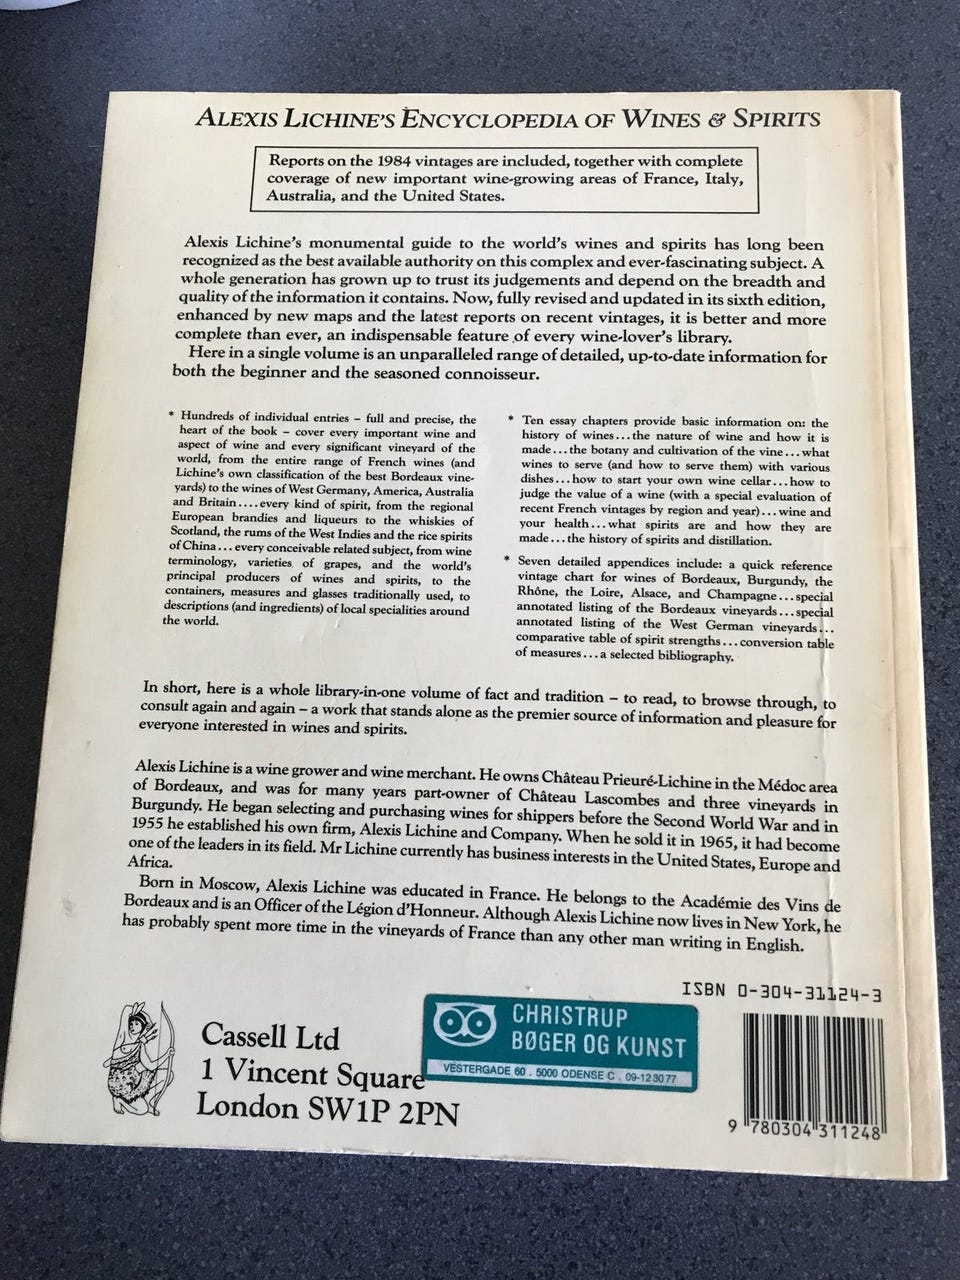 ALEXIS LICHINE'S ENCYCLOPEDIA OF WINES & SPIRITS
Reports on the 1984 vintages are included, together with complete
coverage of new important wine-growing areas of France, Italy,
Australia, and the United States.
Alexis Lichine's monumental guide to the world's wines and spirits has long been
recognized as the best available authority on this complex and ever-fascinating subject. A
whole generation has grown up to trust its judgements and depend on the breadth and
quality of the information it contains. Now, fully revised and updated in its sixth edition,
enhanced by new maps and the latest reports on recent vintages, it is better and more
complete than ever, an indispensable feature of every wine-lover's library.
Here in a single volume is an unparalleled range of detailed, up-to-date information for
both the beginner and the seasoned connoisseur.
* Hundreds of individual entries – full and precise, the
heart of the book – cover every important wine and
aspect of wine and every significant vineyard of the
world, from the entire range of French wines (and
Lichine's own classification of the best Bordeaux vine-
yards) to the wines of West Germany, America, Australia
and Britain....every kind of spirit, from the regional
European brandies and liqueurs to the whiskies of
Scotland, the rums of the West Indies and the rice spirits
of China...every conceivable related subject, from wine
terminology, varieties of grapes, and the world's
principal producers of wines and spirits, to the
containers, measures and glasses traditionally used, to
descriptions (and ingredients) of local specialities around
the world.
* Ten essay chapters provide basic information on: the
history of wines...the nature of wine and how it is
made...the botany and cultivation of the vine...what
wines to serve (and how to serve them) with various
dishes...how to start your own wine cellar...how to
judge the value of a wine (with a special evaluation of
recent French vintages by region and year)...wine and
your health...what spirits are and how they are
made...the history of spirits and distillation.
* Seven detailed appendices include: a quick reference
vintage chart for wines of Bordeaux, Burgundy, the
Rhône, the Loire, Alsace, and Champagne...special
annotated listing of the Bordeaux vineyards...special
annotated listing of the West German vineyards...
comparative table of spirit strengths...conversion table
of measures...a selected bibliography.
In short, here is a whole library-in-one volume of fact and tradition – to read, to browse through, to
consult again and again – a work that stands alone as the premier source of information and pleasure for
everyone interested in wines and spirits.
Alexis Lichine is a wine grower and wine merchant. He owns Château Prieuré-Lichine in the Médoc area
of Bordeaux, and was for many years part-owner of Château Lascombes and three vineyards in
Burgundy. He began selecting and purchasing wines for shippers before the Second World War and in
1955 he established his own firm, Alexis Lichine and Company. When he sold it in 1965, it had become
one of the leaders in its field. Mr Lichine currently has business interests in the United States, Europe and
Africa.
Born in Moscow, Alexis Lichine was educated in France. He belongs to the Académie des Vins de
Bordeaux and is an Officer of the Légion d'Honneur. Although Alexis Lichine now lives in New York, he
has probably spent more time in the vineyards of France than any other man writing in English.
ISBN 0-304-31124-3
Cassell Ltd
1 Vincent Square
London SW1P 2PN
CHRISTRUP
BØGER OG KUNST
VESTERGADE 60 . 5000 ODENSE C . 09-12 30 77
9 780304 311248